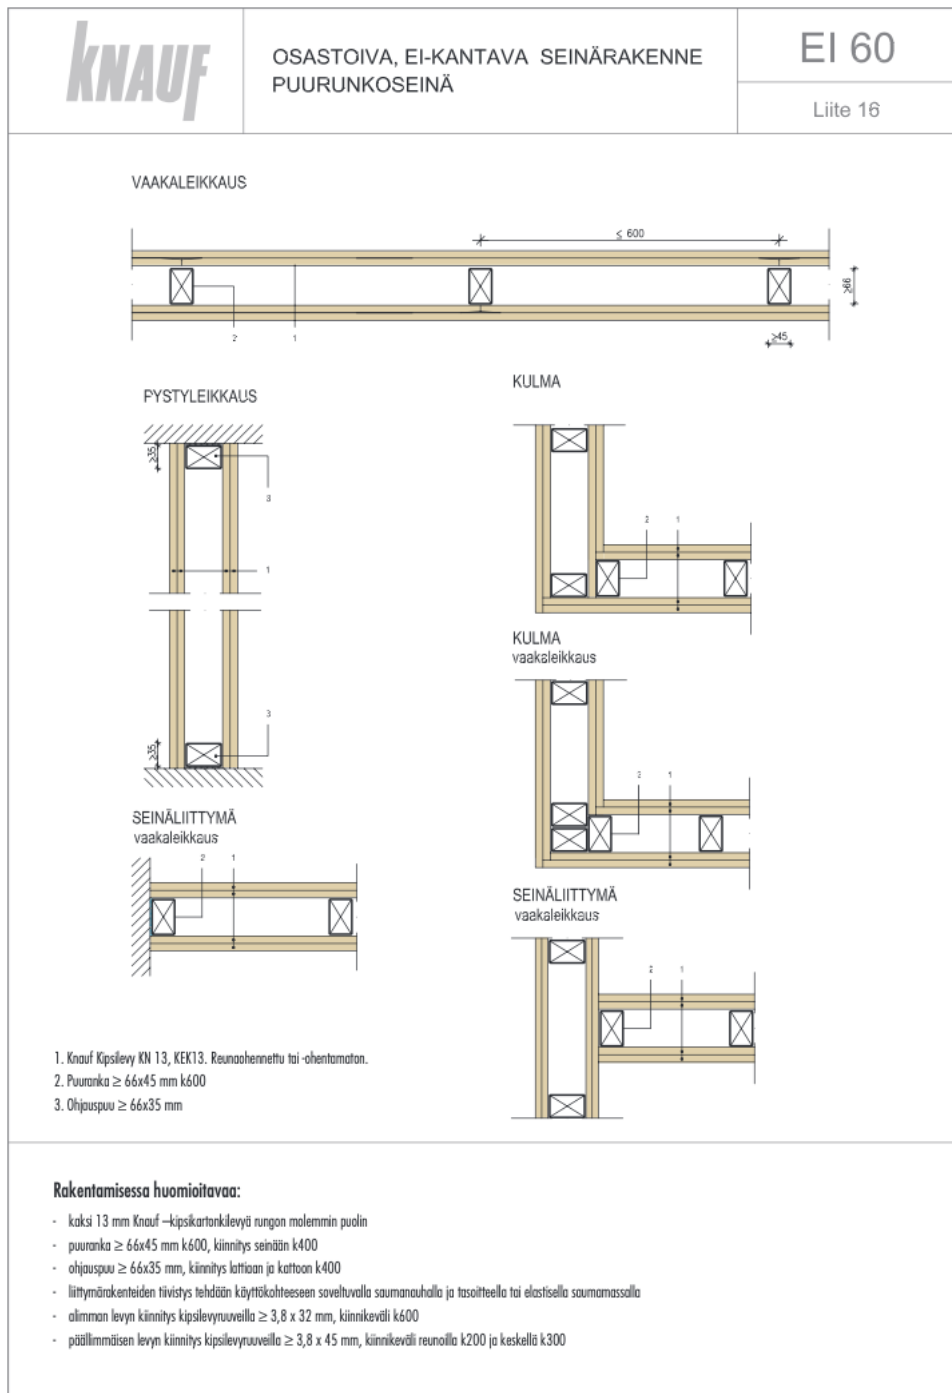 KNAUF
OSASTOIVA, EI-KANTAVA SEINÄRAKENNE
PUURUNKOSEINÄ
EI 60
Liite 16
VAAKALEIKKAUS
≤ 600
≥66
2
1
≥45
PYSTYLEIKKAUS
≥35
3
1
3
≥35
KULMA
2
1
KULMA
vaakaleikkaus
2
1
SEINÄLIITTYMÄ
vaakaleikkaus
2
1
SEINÄLIITTYMÄ
vaakaleikkaus
2
1
1. Knauf Kipsilevy KN 13, KEK13. Reunaohennettu tai -ohentamaton.
2. Puuranka ≥ 66x45 mm k600
3. Ohjauspuu ≥ 66x35 mm
Rakentamisessa huomioitavaa:
- kaksi 13 mm Knauf –kipsikartonkilevyä rungon molemmin puolin
- puuranka ≥ 66x45 mm k600, kiinnitys seinään k400
- ohjauspuu ≥ 66x35 mm, kiinnitys lattiaan ja kattoon k400
- liittymärakenteiden tiivistys tehdään käyttökohteeseen soveltuvalla saumanauhalla ja tasoitteella tai elastisella saumamassalla
- alimman levyn kiinnitys kipsilevyruuveilla ≥ 3,8 x 32 mm, kiinnikeväli k600
- päällimmäisen levyn kiinnitys kipsilevyruuveilla ≥ 3,8 x 45 mm, kiinnikeväli reunoilla k200 ja keskellä k300